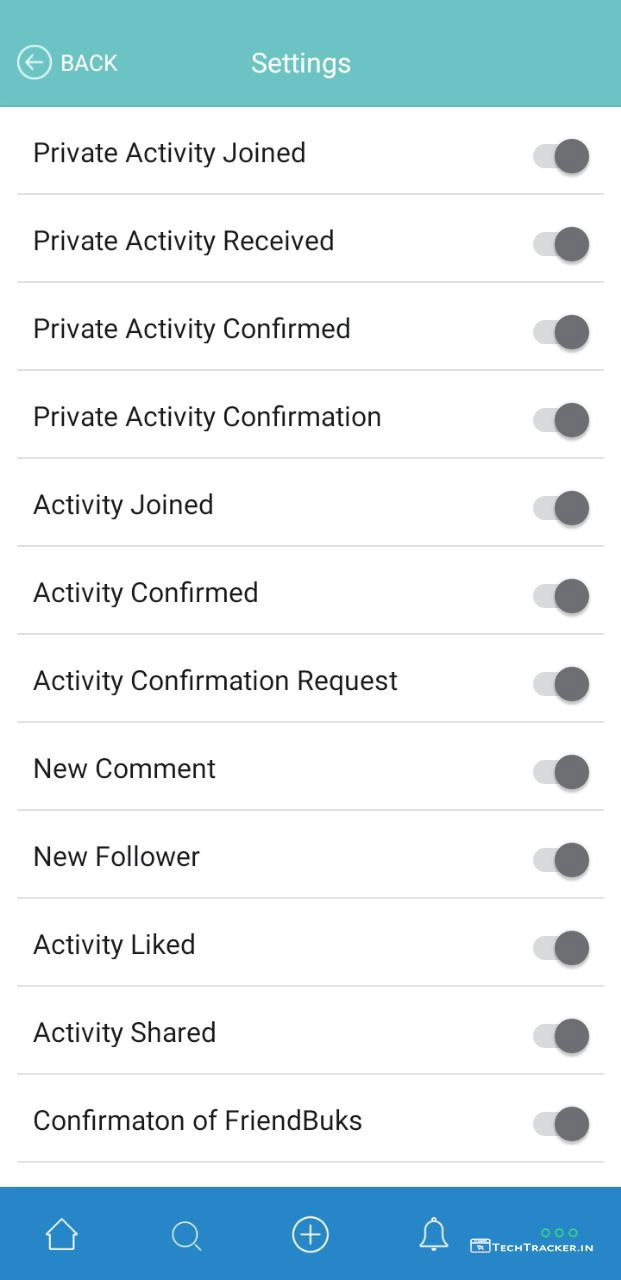 BACK
Settings
Private Activity Joined
Private Activity Received
Private Activity Confirmed
Private Activity Confirmation
Activity Joined
Activity Confirmed
Activity Confirmation Request
New Comment
New Follower
Activity Liked
Activity Shared
Confirmaton of FriendBuks
TECHTRACKER.IN